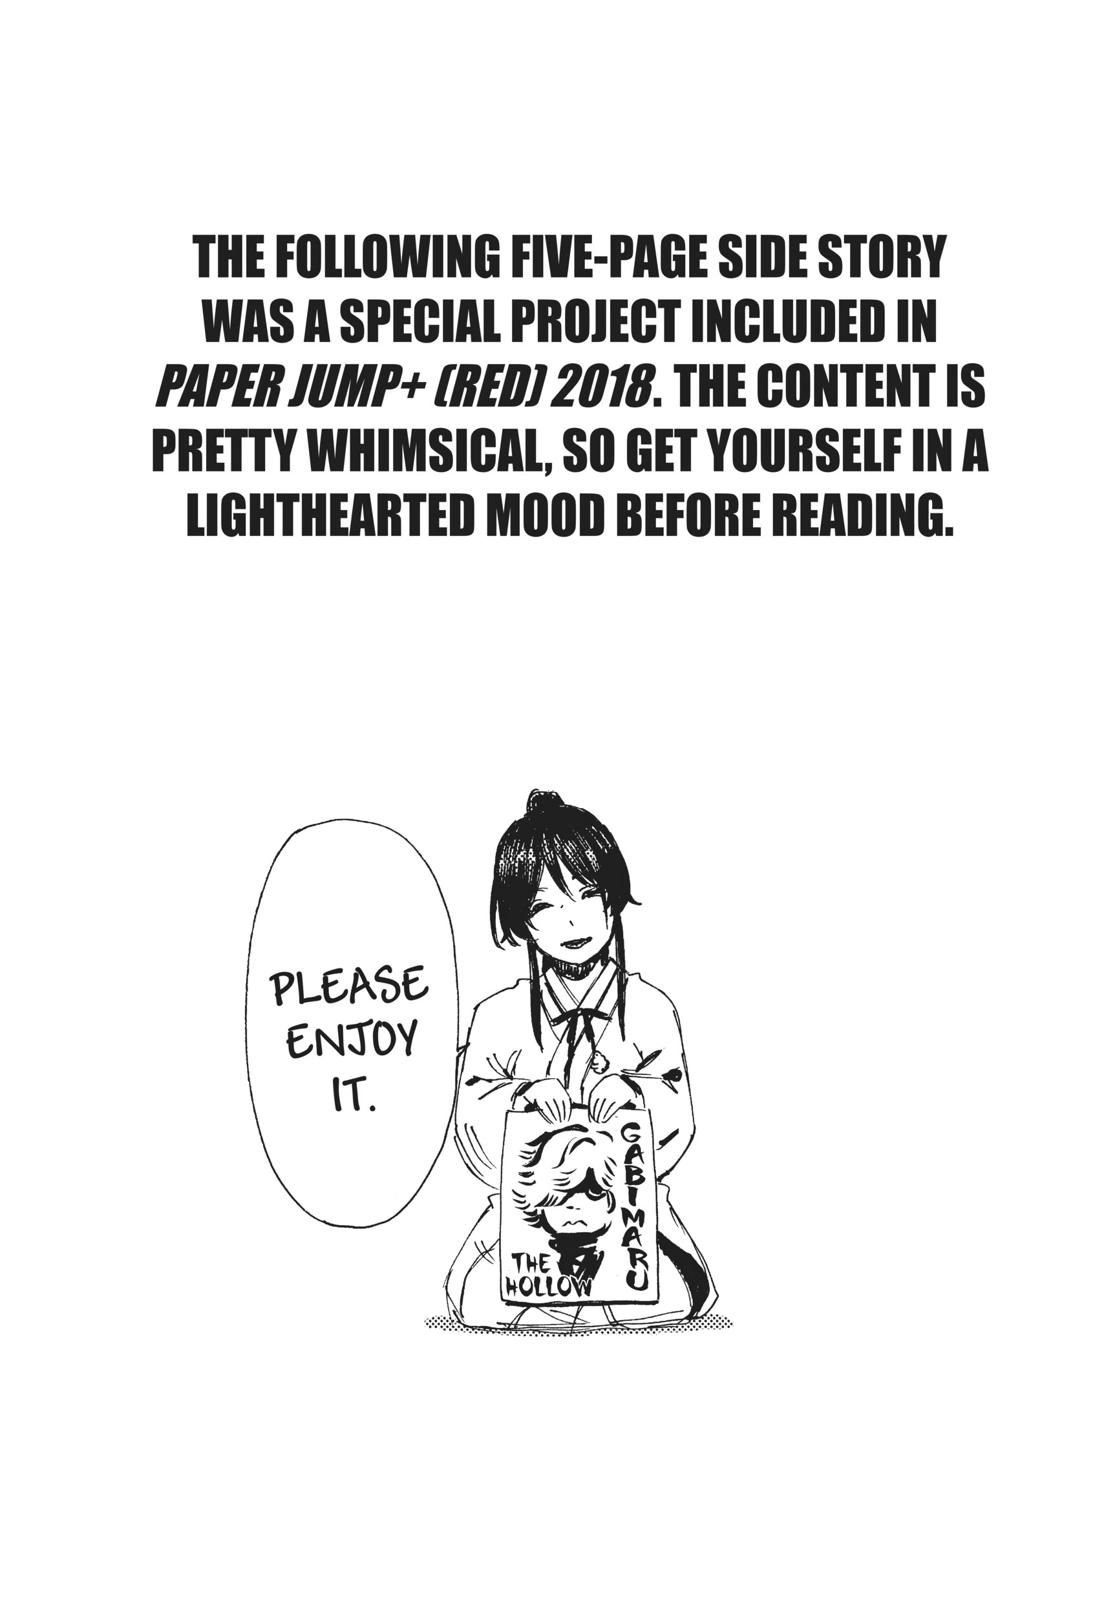 THE FOLLOWING FIVE-PAGE SIDE STORY
WAS A SPECIAL PROJECT INCLUDED IN
PAPER JUMP+ (RED) 2018. THE CONTENT IS
PRETTY WHIMSICAL, SO GET YOURSELF IN A
LIGHTHEARTED MOOD BEFORE READING.
PLEASE
ENJOY
IT.
GABIMARU
THE
HOLLOW